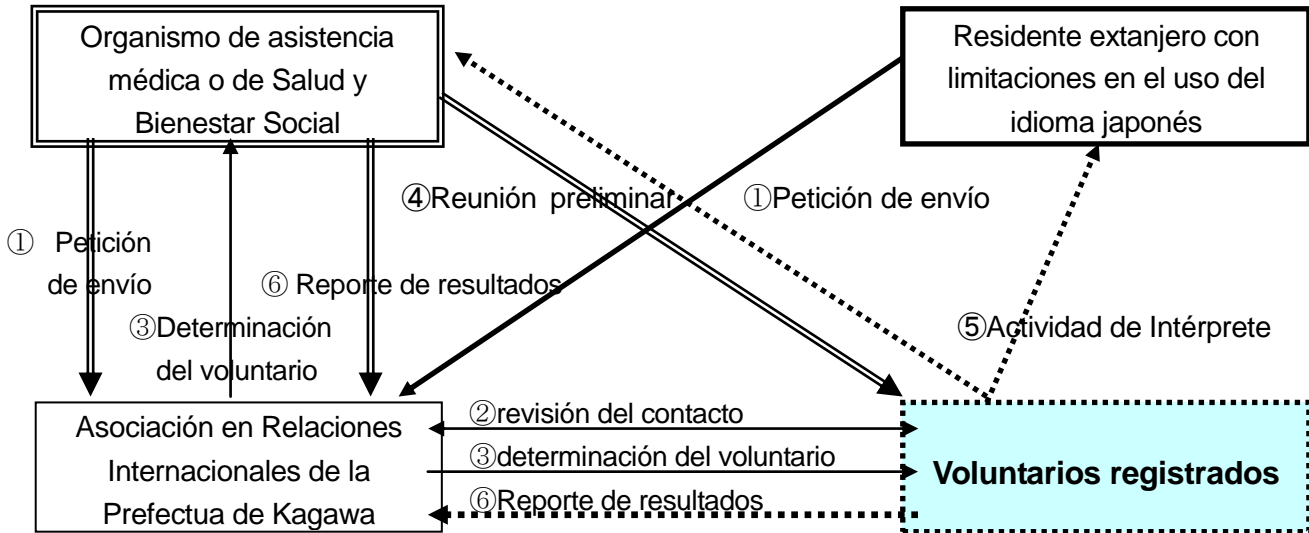 Organismo de asistencia
médica o de Salud y
Bienestar Social
Residente extanjero con
limitaciones en el uso del
idioma japonés
④Reunión preliminar
①Petición de envío
① Petición
de envío
⑥ Reporte de resultados
③Determinación
del voluntario
⑤Actividad de Intérprete
Asociación en Relaciones
Internacionales de la
Prefectua de Kagawa
②revisión del contacto
③determinación del voluntario
⑥Reporte de resultados
Voluntarios registrados